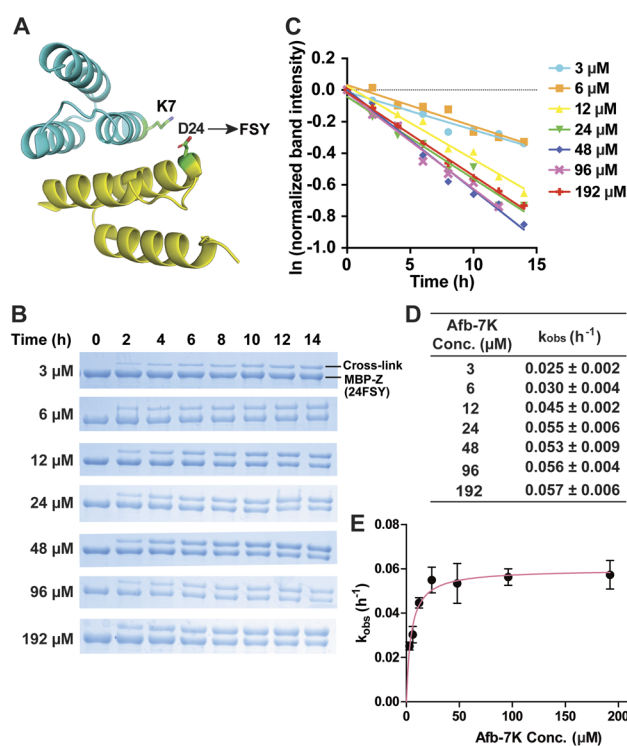 A
K7
D24 → FSY
B
Time (h) 0 2 4 6 8 10 12 14
3 μM
Cross-link
MBP-Z
(24FSY)
6 μM
12 μM
24 μM
48 μM
96 μM
192 μM
C
ln (normalized band intensity)
0.2
0.0
-0.2
-0.4
-0.6
-0.8
-1.0
0 5 10 15
Time (h)
3 μM
6 μM
12 μM
24 μM
48 μM
96 μM
192 μM
D
Afb-7K
Conc. (μM) kobs (h-1)
3 0.025 ± 0.002
6 0.030 ± 0.004
12 0.045 ± 0.002
24 0.055 ± 0.006
48 0.053 ± 0.009
96 0.056 ± 0.004
192 0.057 ± 0.006
E
kobs (h-1)
0.08
0.06
0.04
0.02
0.00
0 50 100 150 200
Afb-7K Conc. (μM)